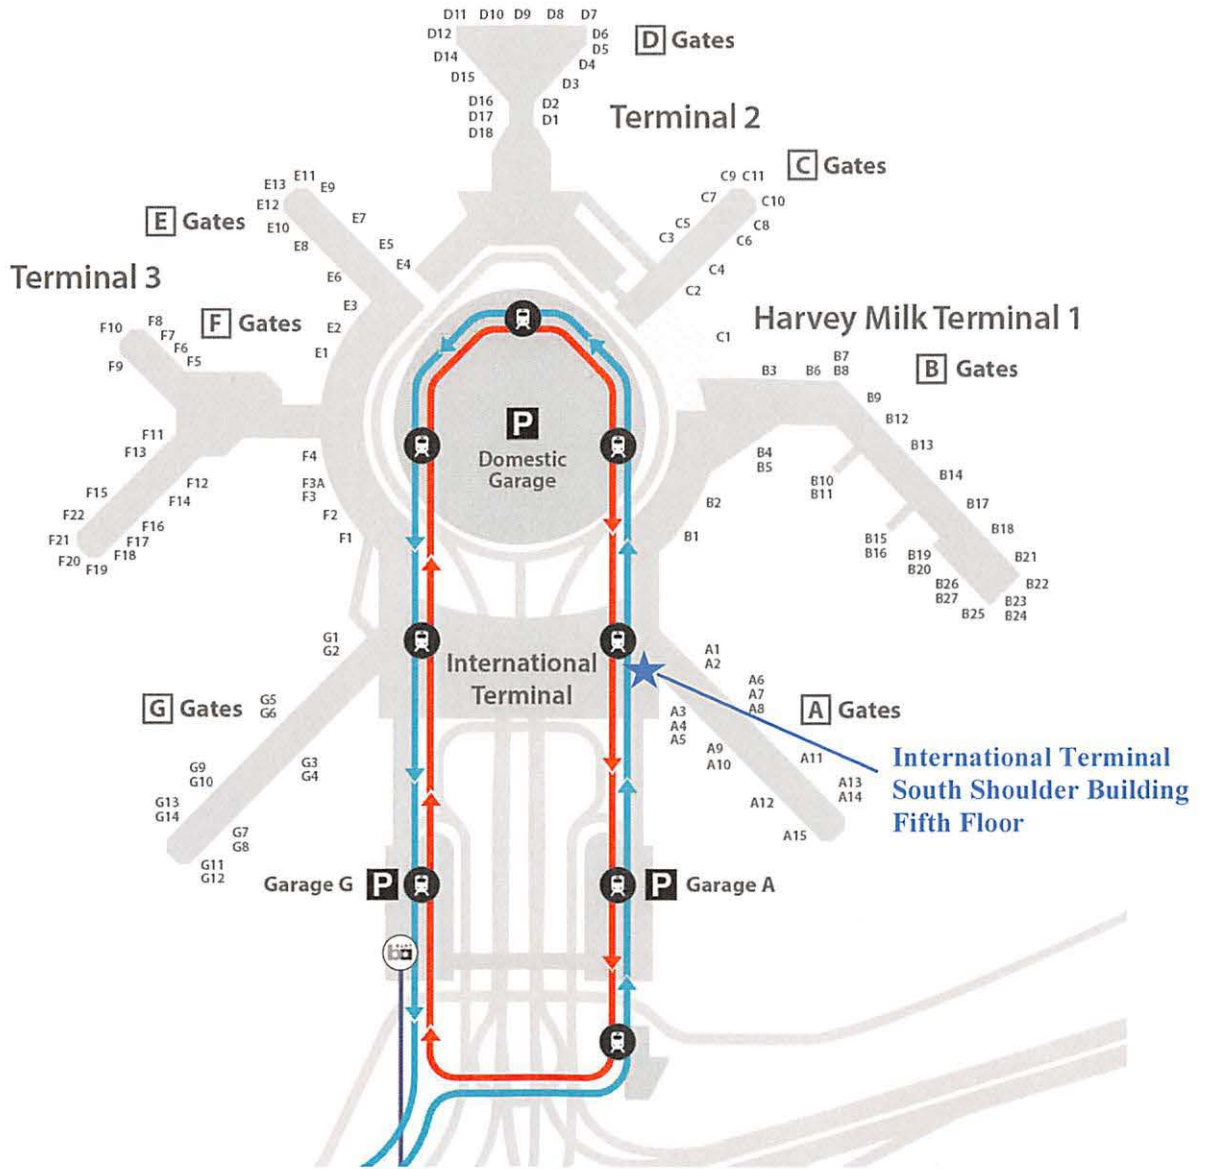 D11 D10 D9 D8 D7
D12
D6
D5
D Gates
D14
D4
D15
D3
D16
D17
D18
D2
D1
Terminal 2
C9 C11
C Gates
C7
C10
C5
C8
C3
C6
C4
C2
C1
E13 E11 E9
E12
E Gates
E10
E7
E8
E5
E4
E6
E3
E2
E1
Terminal 3
F10
F8
F7
F6
F5
F Gates
F9
F11
F13
F12
F15
F14
F22
F16
F21
F17
F20
F18
F19
F4
F3A
F3
F2
F1
Harvey Milk Terminal 1
B7
B8
B3
B6
B Gates
B9
B12
B13
B4
B5
B14
B10
B11
B17
B2
B18
B1
B15
B16
B19
B20
B21
B26
B27
B22
B25
B23
B24
P
Domestic
Garage
G1
G2
International
Terminal
A1
A2
G Gates
G5
G6
A6
A7
A8
A Gates
A3
A4
A5
A9
A10
A11
G9
G10
G3
G4
A13
A14
G13
G14
A12
A15
G7
G8
G11
G12
International Terminal
South Shoulder Building
Fifth Floor
Garage G P
P Garage A
ba